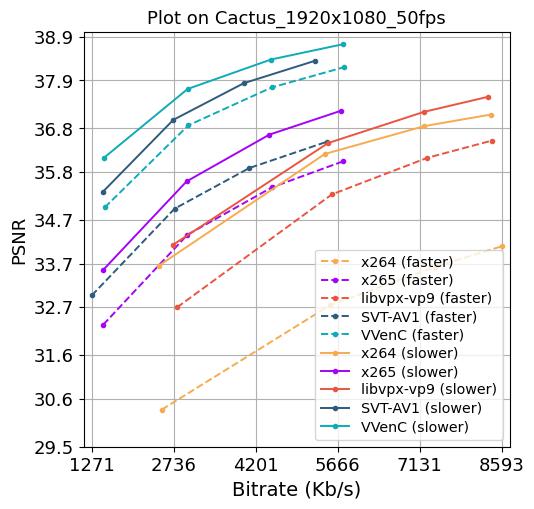 Plot on Cactus_1920x1080_50fps
38.9
37.9
36.8
35.8
34.7
33.7
32.7
31.6
30.6
29.5
PSNR
x264 (faster)
x265 (faster)
libvpx-vp9 (faster)
SVT-AV1 (faster)
VVenC (faster)
x264 (slower)
x265 (slower)
libvpx-vp9 (slower)
SVT-AV1 (slower)
VVenC (slower)
1271 2736 4201 5666 7131 8593
Bitrate (Kb/s)